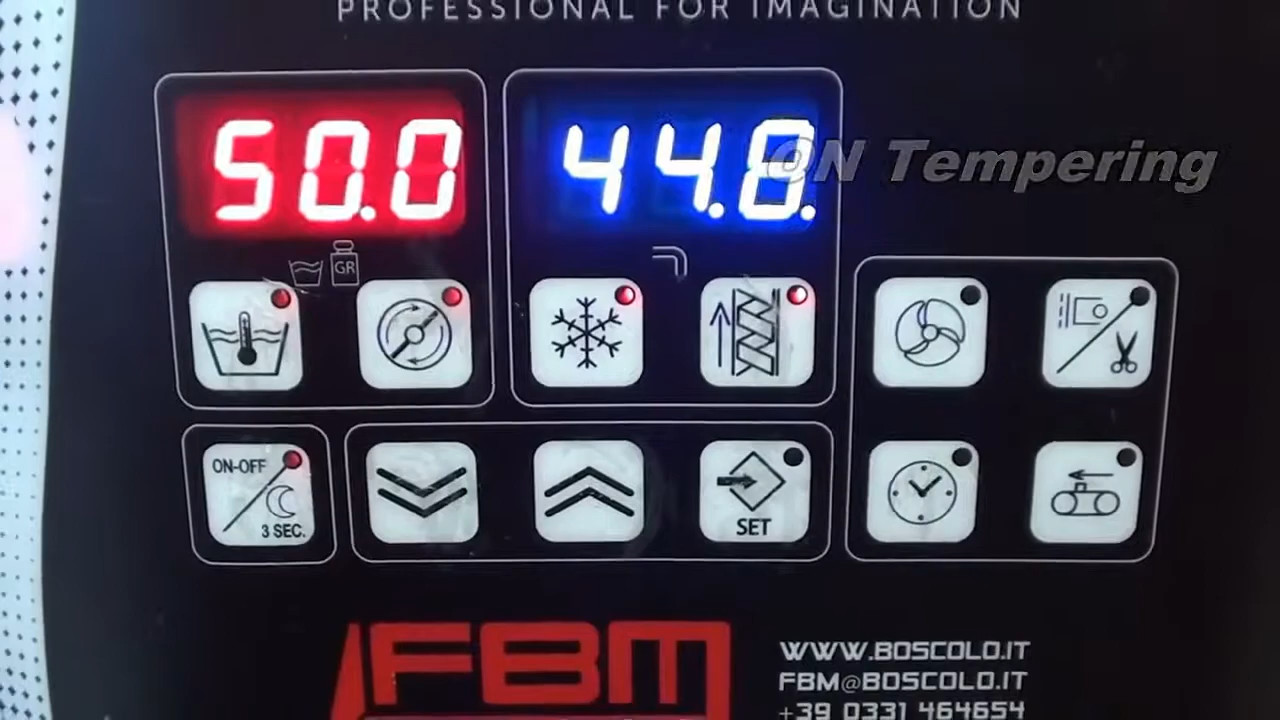 PROFESSIONAL FOR IMAGINATION
50.0
44.8.
ON Tempering
GR
ON-OFF
3 SEC.
SET
FBM
WWW.BOSCOLO.IT
FBM@BOSCOLO.IT
+39 0331 464654